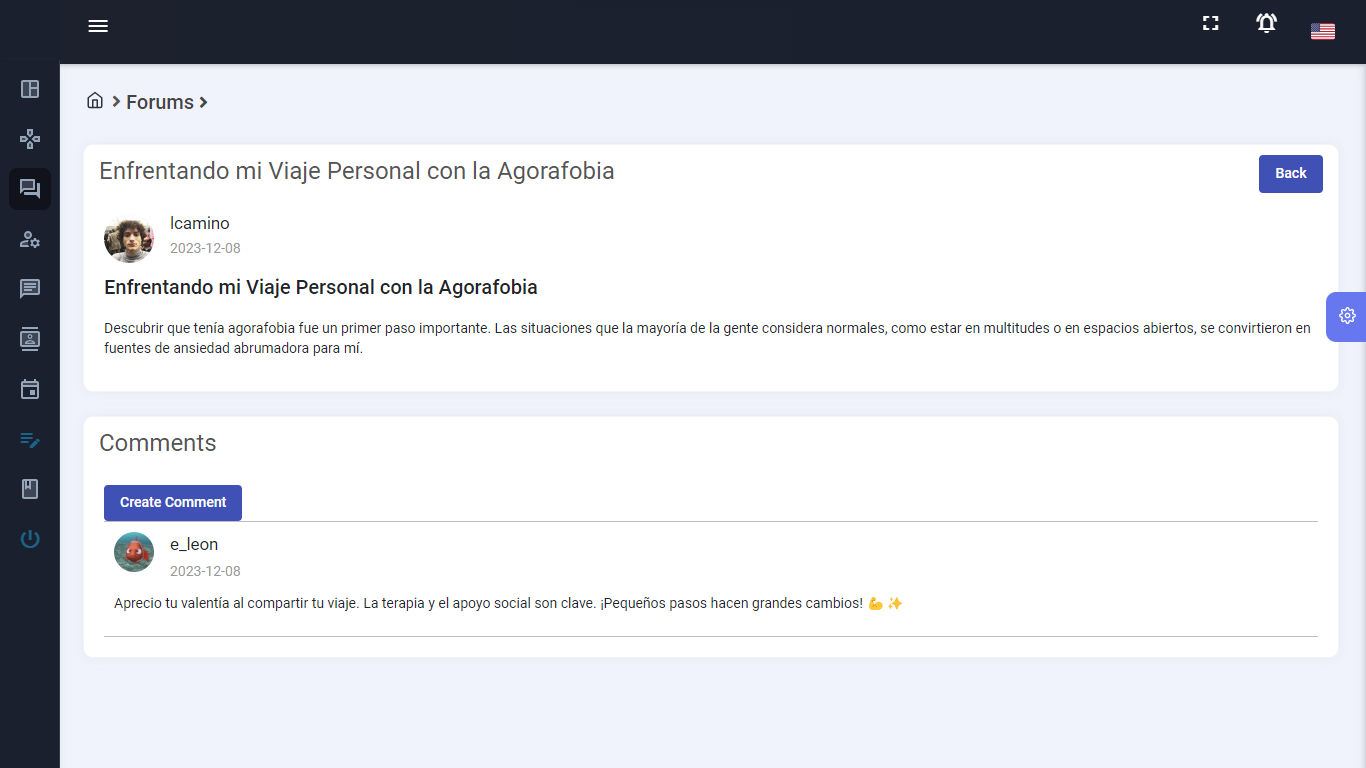 Forums
Enfrentando mi Viaje Personal con la Agorafobia
Back
lcamino
2023-12-08
Enfrentando mi Viaje Personal con la Agorafobia
Descubrir que tenía agorafobia fue un primer paso importante. Las situaciones que la mayoría de la gente considera normales, como estar en multitudes o en espacios abiertos, se convirtieron en
fuentes de ansiedad abrumadora para mí.
Comments
Create Comment
e_leon
2023-12-08
Aprecio tu valentía al compartir tu viaje. La terapia y el apoyo social son clave. ¡Pequeños pasos hacen grandes cambios! 💪 ✨